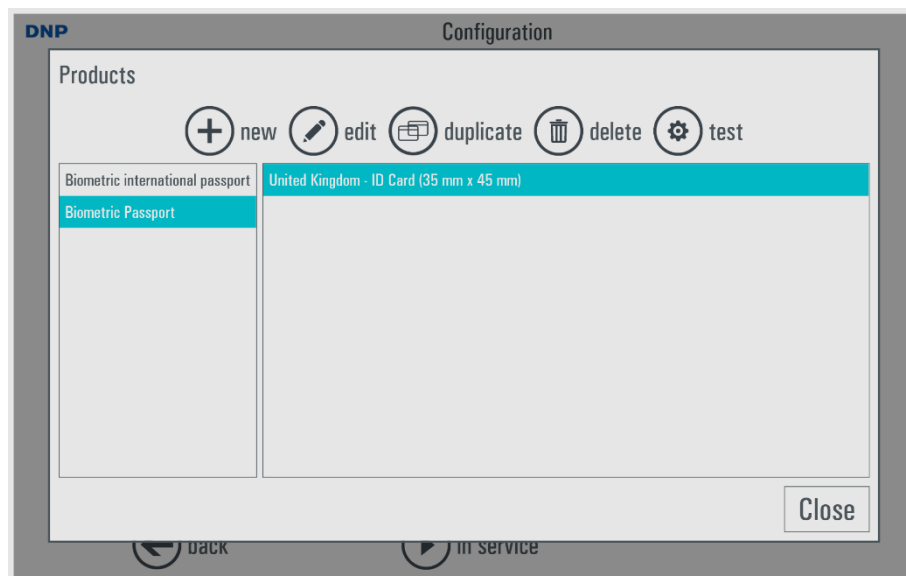 DNP
Configuration
Products
new edit duplicate delete test
Biometric international passport
Biometric Passport
United Kingdom - ID Card (35 mm x 45 mm)
Close
back
in service